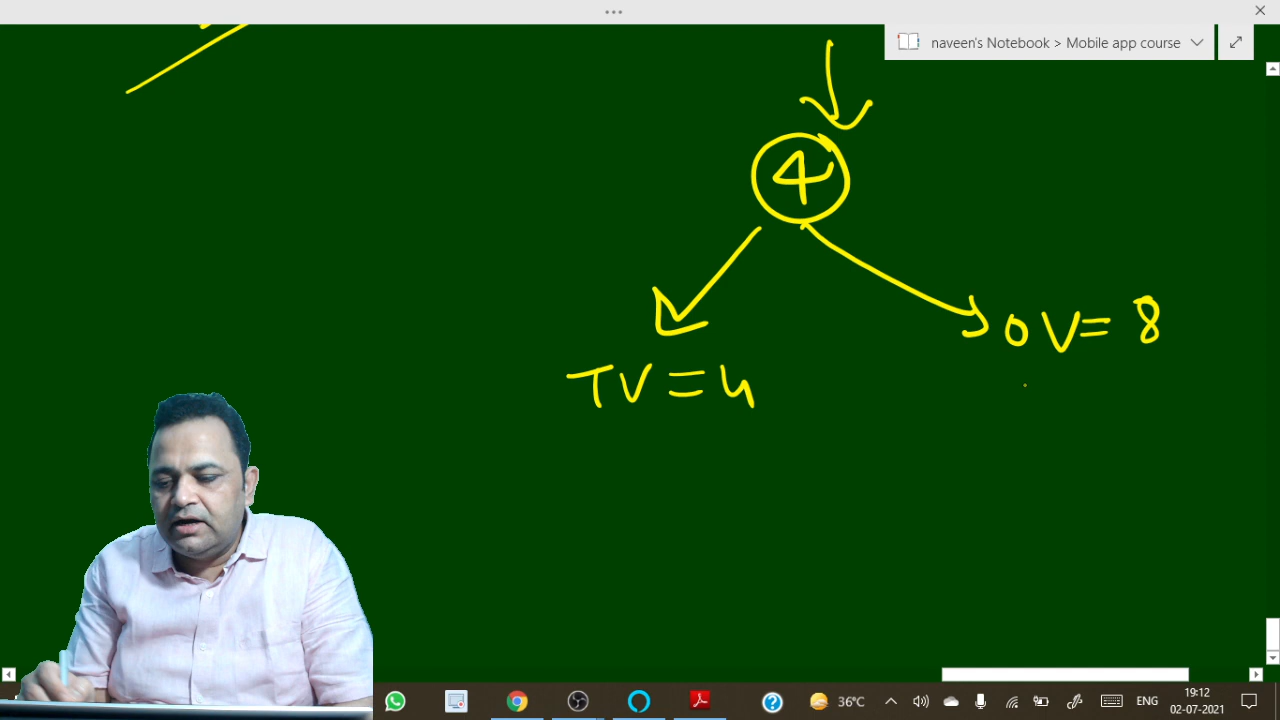 naveen's Notebook > Mobile app course
4
OV = 8
TV = 4
36°C
ENG
19:12
02-07-2021